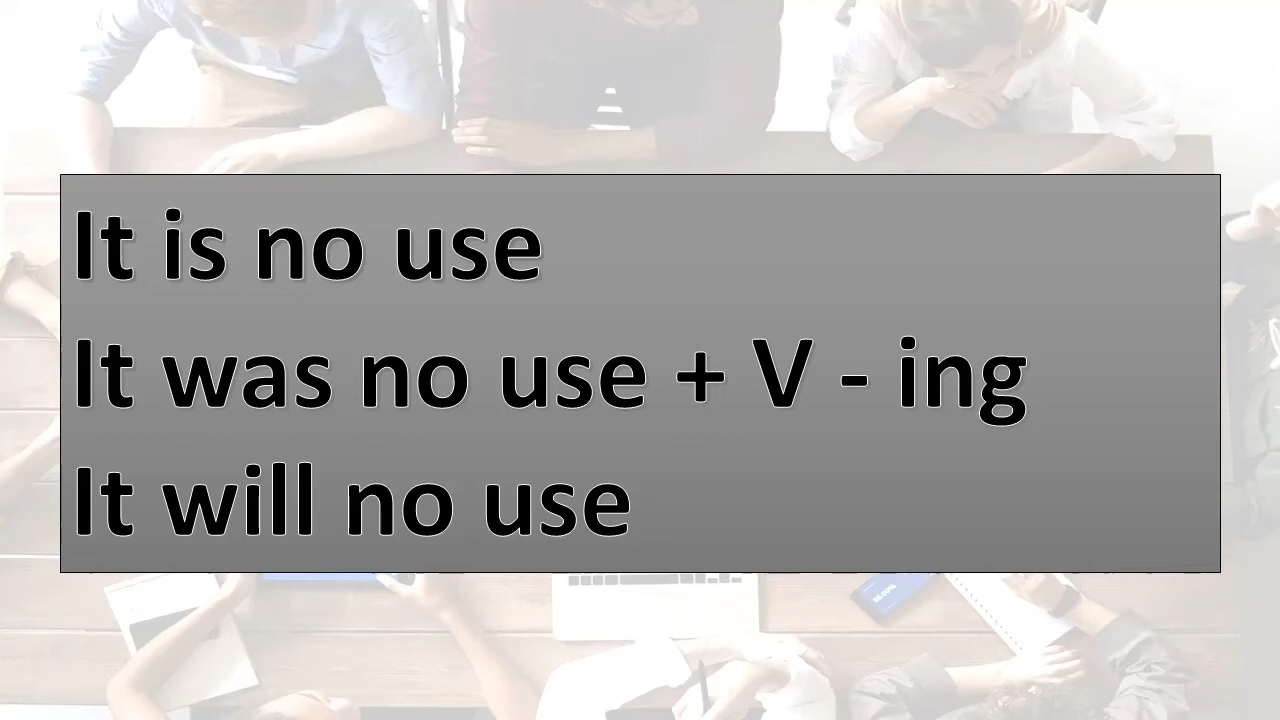 It is no use
It was no use + V - ing
It will no use